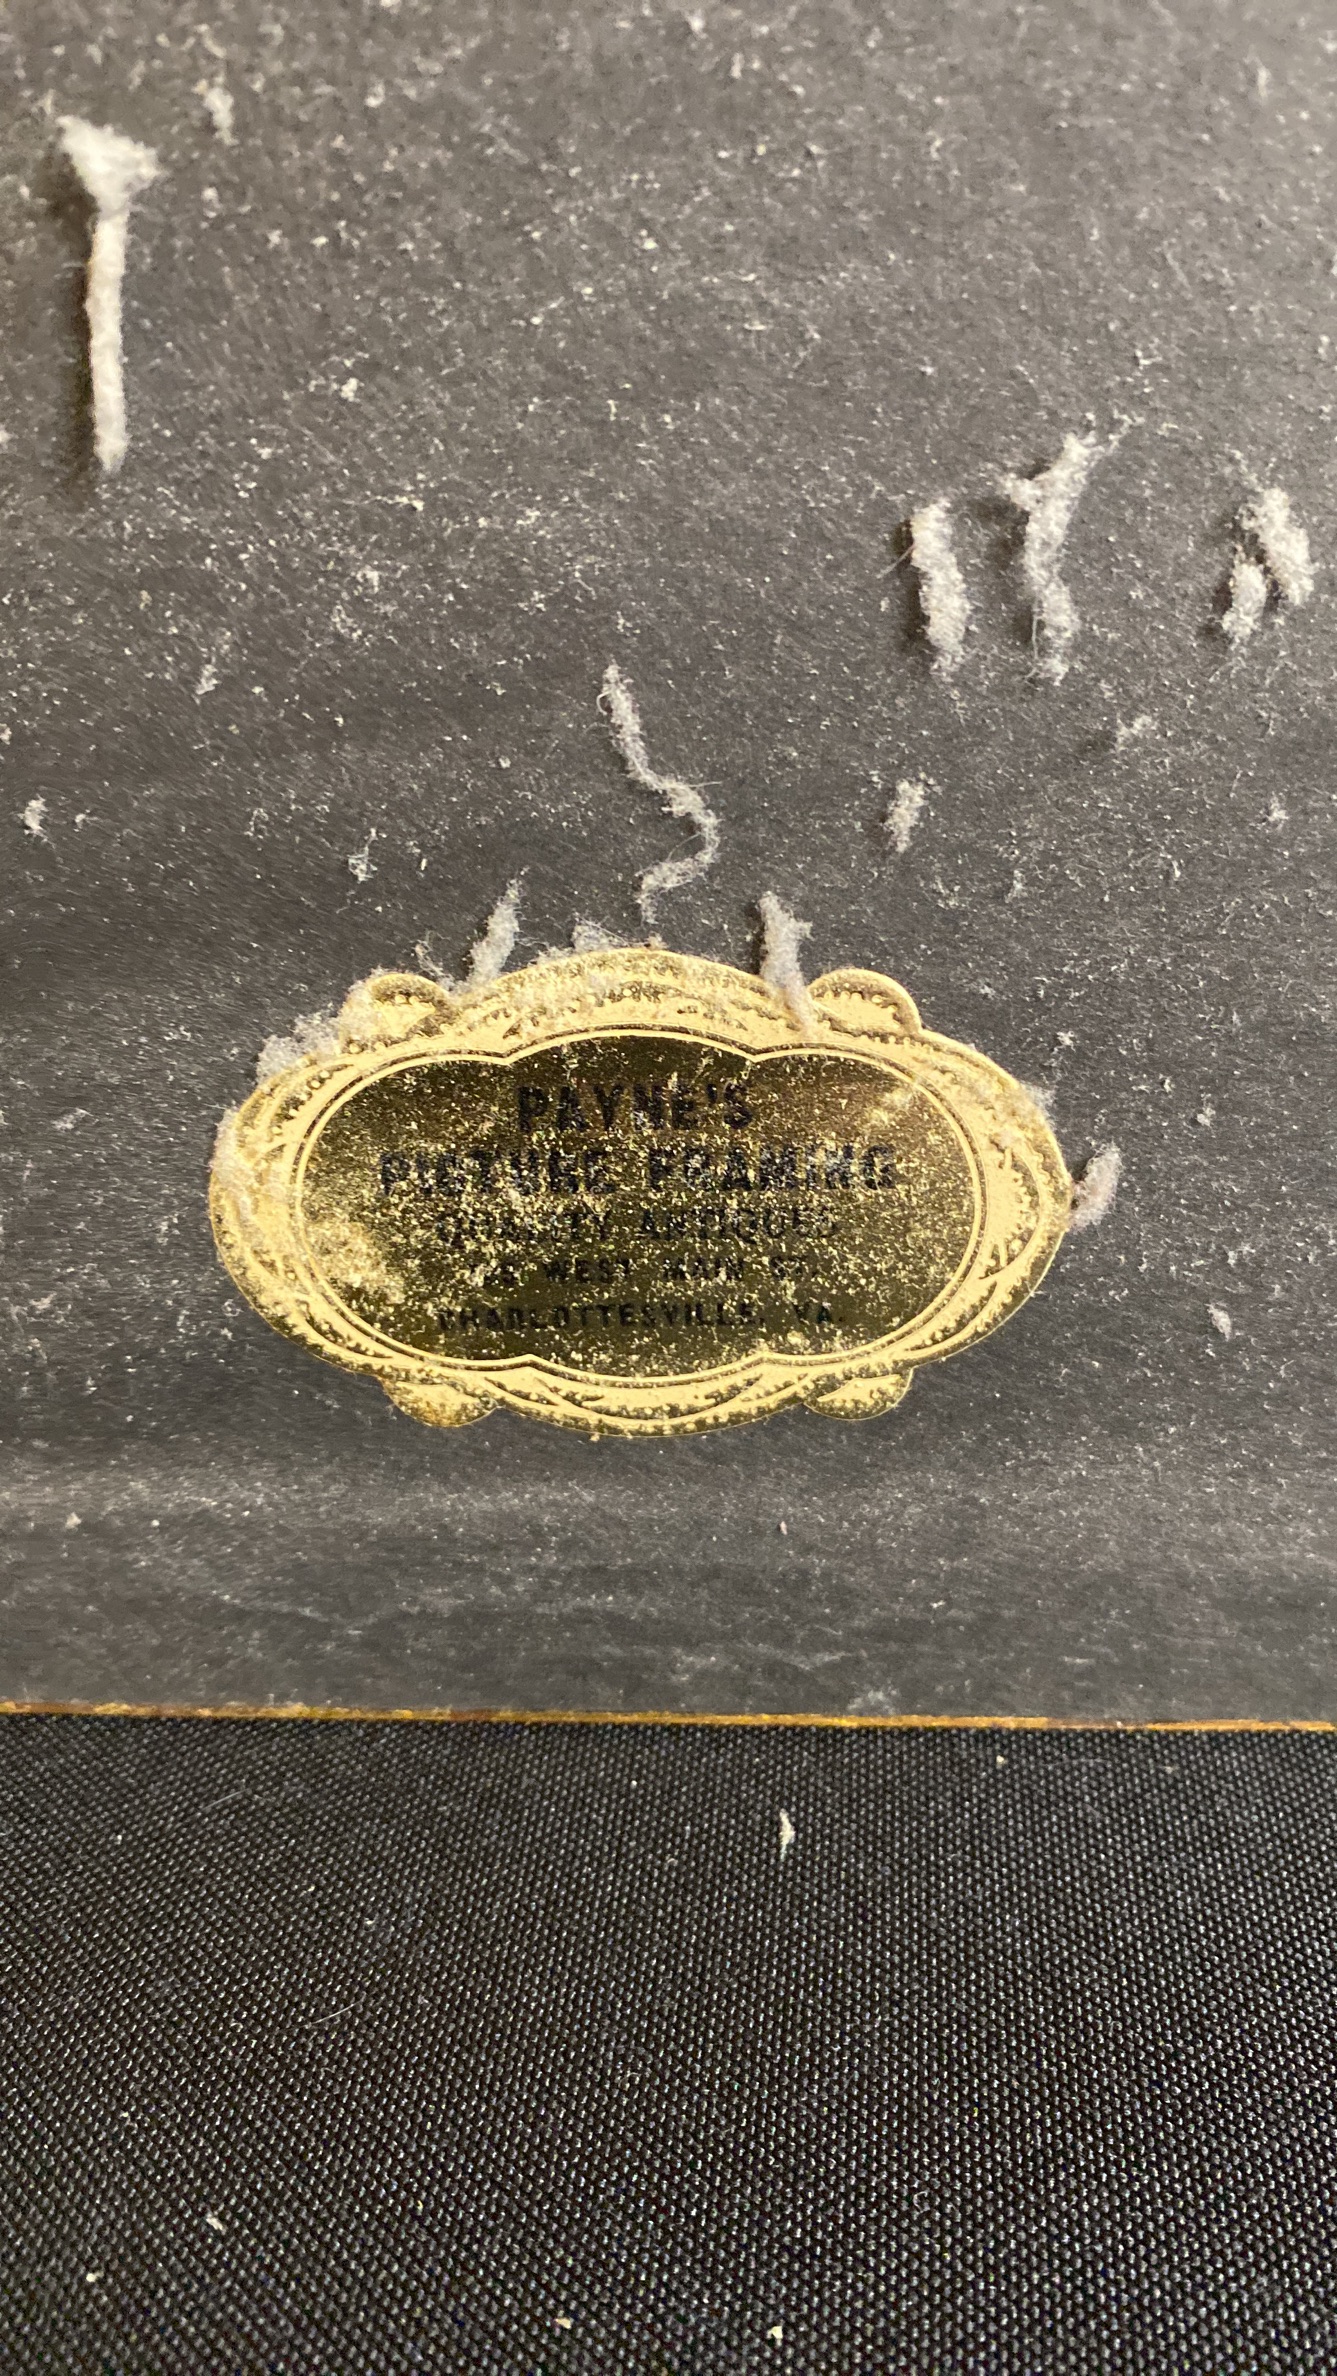 PAYNE'S
PICTURE FRAMING
QUALITY ANTIQUES
WEST MAIN ST.
CHARLOTTESVILLE, VA.